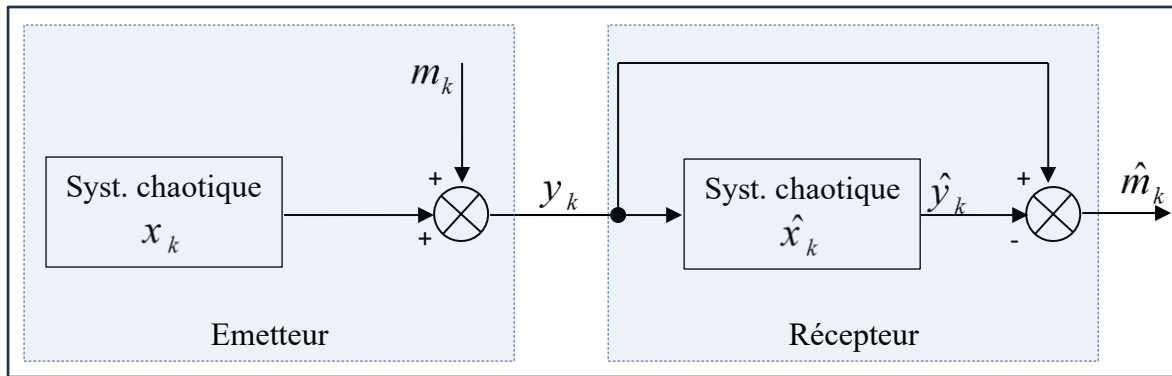 m_k
+
+
Syst. chaotique
x_k
y_k
Syst. chaotique
x̂_k
ŷ_k
+
-
m̂_k
Emetteur
Récepteur